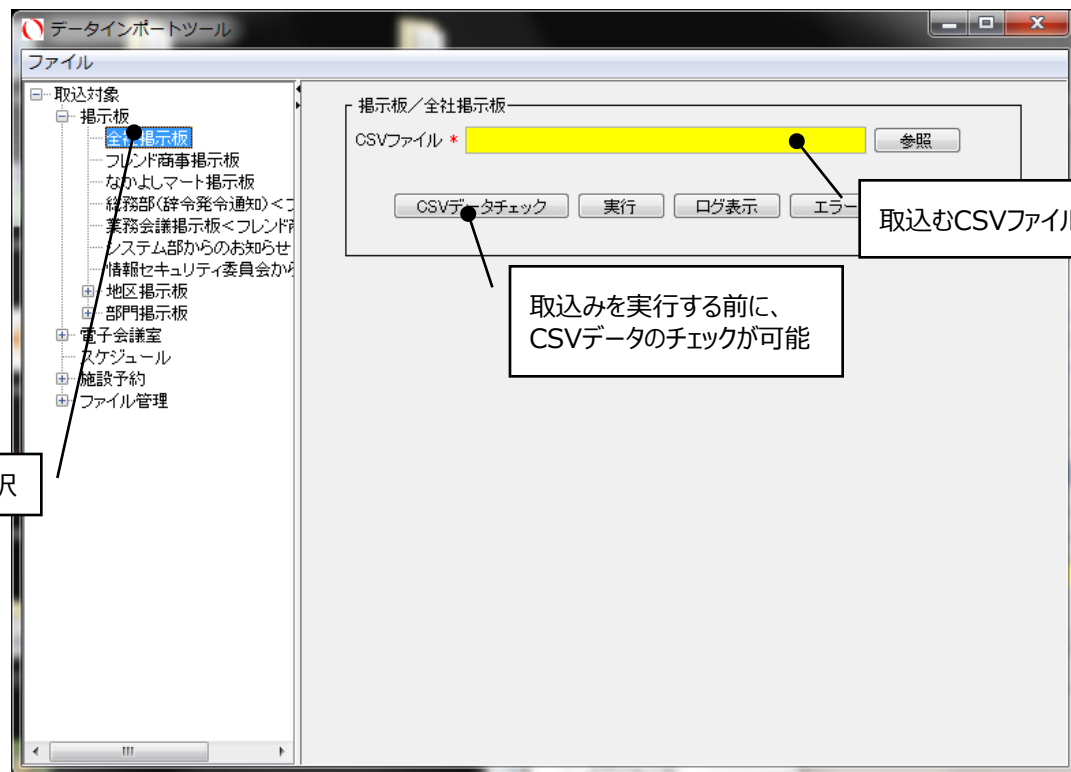 データインポートツール
ファイル
取込対象
掲示板
全社掲示板
フレンド商事掲示板
なかよしマート掲示板
総務部(辞令発令通知)<フ
業務会議掲示板<フレンド商
システム部からのお知らせ
情報セキュリティ委員会から
地区掲示板
部門掲示板
電子会議室
スケジュール
施設予約
ファイル管理
掲示板／全社掲示板
CSVファイル *
参照
CSVデータチェック
実行
ログ表示
エラー
取込むCSVファイル
取込みを実行する前に、
CSVデータのチェックが可能
択